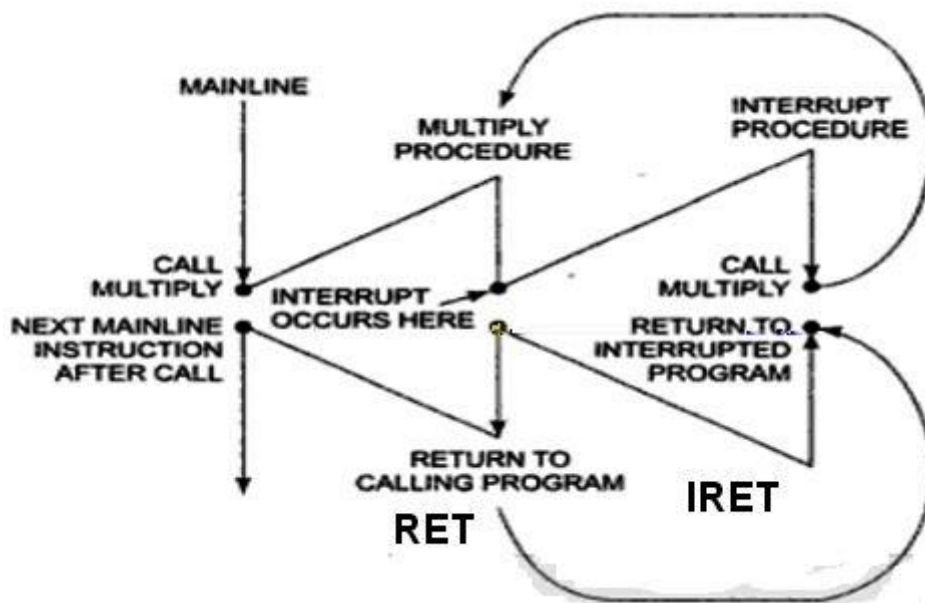 MAINLINE
MULTIPLY
PROCEDURE
INTERRUPT
PROCEDURE
CALL
MULTIPLY
INTERRUPT
OCCURS HERE
CALL
MULTIPLY
NEXT MAINLINE
INSTRUCTION
AFTER CALL
RETURN TO
INTERRUPTED
PROGRAM
RETURN TO
CALLING PROGRAM
RET
IRET